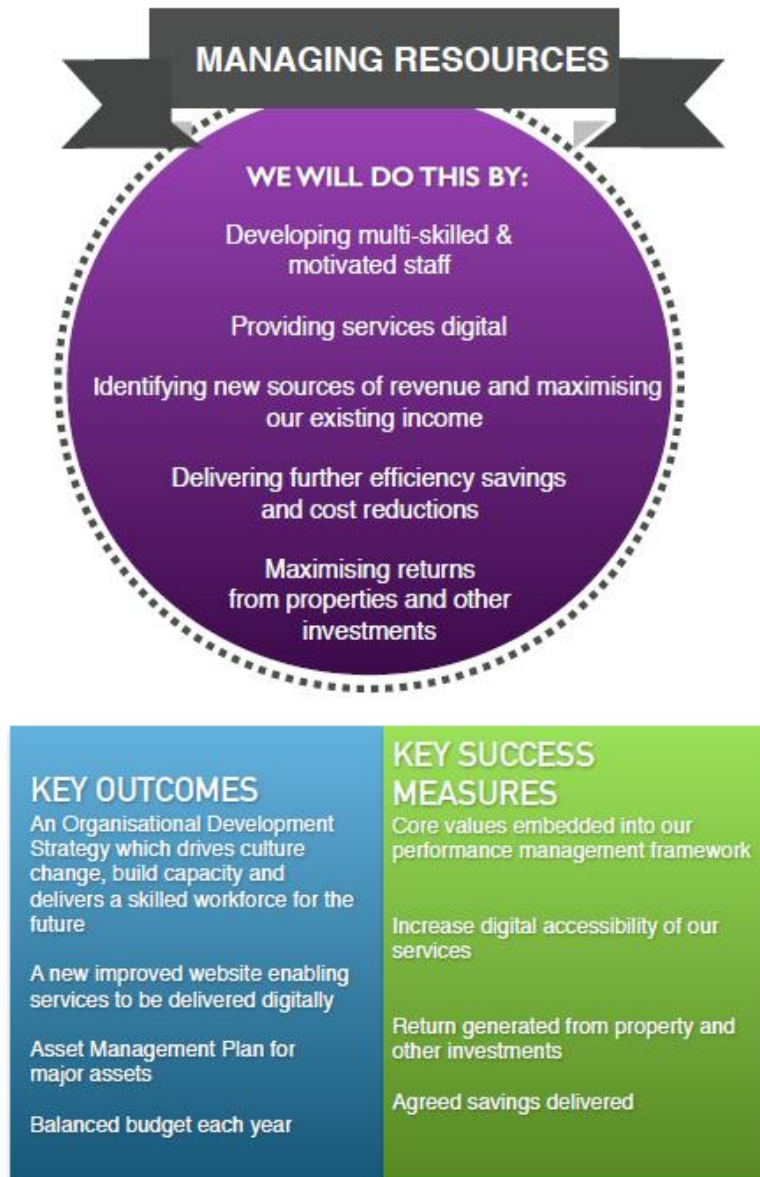 MANAGING RESOURCES
WE WILL DO THIS BY:
Developing multi-skilled &
motivated staff
Providing services digital
Identifying new sources of revenue and maximising
our existing income
Delivering further efficiency savings
and cost reductions
Maximising returns
from properties and other
investments
KEY OUTCOMES
An Organisational Development
Strategy which drives culture
change, build capacity and
delivers a skilled workforce for the
future
A new improved website enabling
services to be delivered digitally
Asset Management Plan for
major assets
Balanced budget each year
KEY SUCCESS
MEASURES
Core values embedded into our
performance management framework
Increase digital accessibility of our
services
Return generated from property and
other investments
Agreed savings delivered